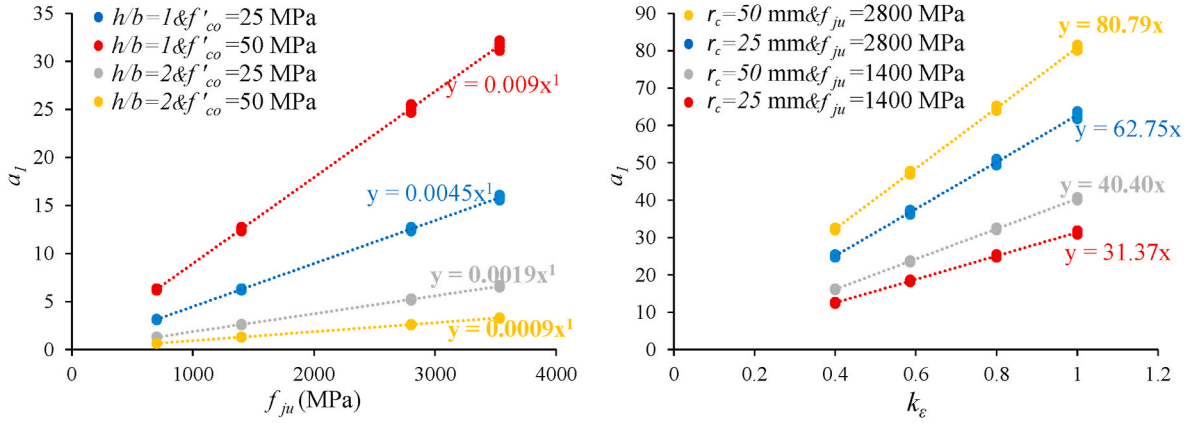 h/b=1&f'co=25 MPa
h/b=1&f'co=50 MPa
h/b=2&f'co=25 MPa
h/b=2&f'co=50 MPa
35
30
25
20
15
10
5
0
a1
y = 0.009x1
y = 0.0045x1
y = 0.0019x1
y = 0.0009x1
0 1000 2000 3000 4000
fju (MPa)
rc=50 mm&fju=2800 MPa
rc=25 mm&fju=2800 MPa
rc=50 mm&fju=1400 MPa
rc=25 mm&fju=1400 MPa
90
80
70
60
50
40
30
20
10
0
a1
y = 80.79x
y = 62.75x
y = 40.40x
y = 31.37x
0 0.2 0.4 0.6 0.8 1 1.2
kε